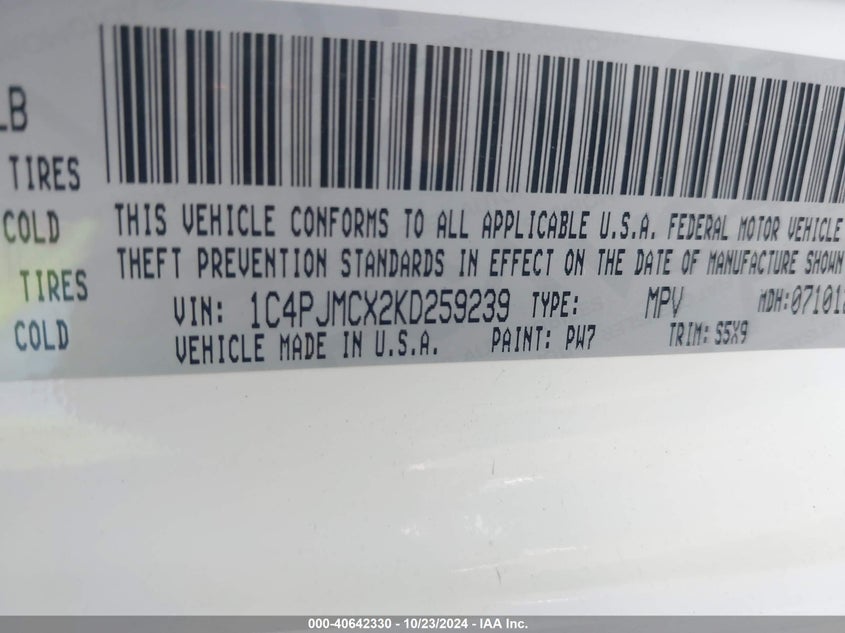 LB
TIRES
COLD
TIRES
COLD
THIS VEHICLE CONFORMS TO ALL APPLICABLE U.S.A. FEDERAL MOTOR VEHICLE
THEFT PREVENTION STANDARDS IN EFFECT ON THE DATE OF MANUFACTURE SHOWN
VIN: 1C4PJMCX2KD259239 TYPE: MPV MDH:07101
VEHICLE MADE IN U.S.A. PAINT: PW7 TRIM: S5X9
000-40642330 - 10/23/2024 - IAA Inc.